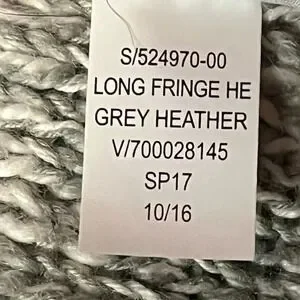 S/524970-00
LONG FRINGE HE
GREY HEATHER
V/700028145
SP17
10/16